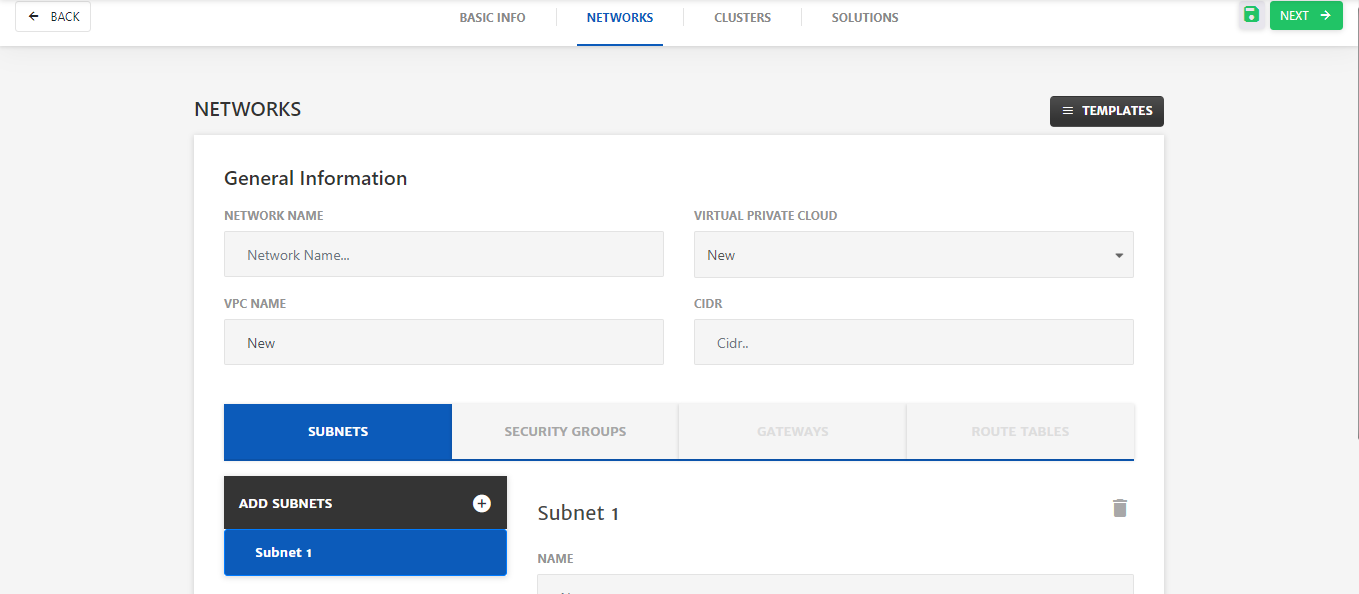 BACK
BASIC INFO
NETWORKS
CLUSTERS
SOLUTIONS
NEXT
NETWORKS
TEMPLATES
General Information
NETWORK NAME
VIRTUAL PRIVATE CLOUD
Network Name...
New
VPC NAME
CIDR
New
Cidr..
SUBNETS
SECURITY GROUPS
GATEWAYS
ROUTE TABLES
ADD SUBNETS
Subnet 1
Subnet 1
NAME